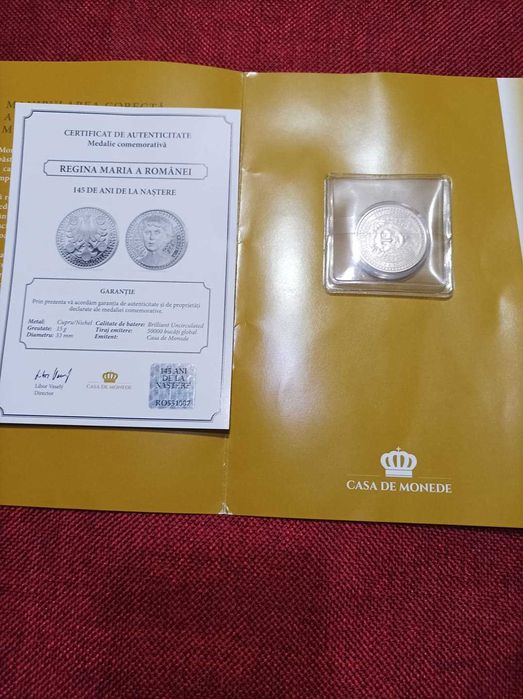 MANIPULAREA CORECTĂ
A
M
CERTIFICAT DE AUTENTICITATE
Medalie comemorativă
REGINA MARIA A ROMÂNEI
145 DE ANI DE LA NAȘTERE
GARANȚIE
Prin prezenta vă acordăm garanția de autenticitate și de proprietăți
declarate ale medaliei comemorative.
Metal: Cupru/Nichel Calitate de batere: Brilliant Uncirculated
Greutate: 15 g Tiraj emitere: 50000 bucăți global
Diametru: 33 mm Emitent: Casa de Monede
Libor Veselý
Director
CASA DE MONEDE
145 ANI
DE LA
NAȘTERE
CASA DE MONEDE